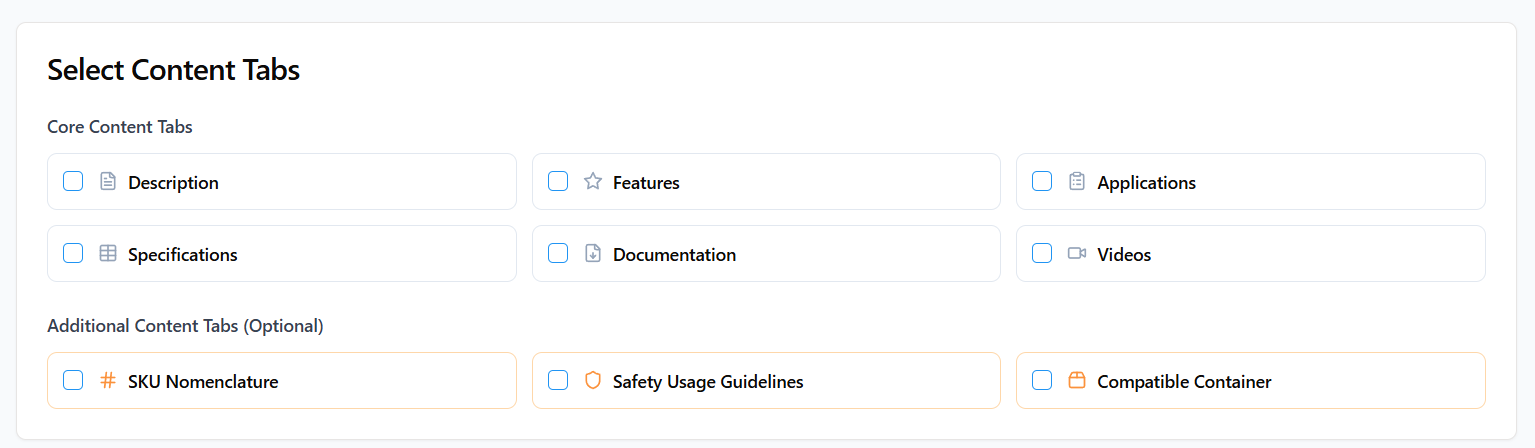 Select Content Tabs
Core Content Tabs
Description
Features
Applications
Specifications
Documentation
Videos
Additional Content Tabs (Optional)
SKU Nomenclature
Safety Usage Guidelines
Compatible Container